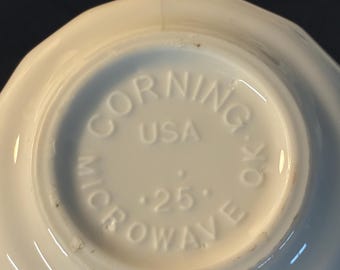 CORNING
USA
·25·
MICROWAVE OK